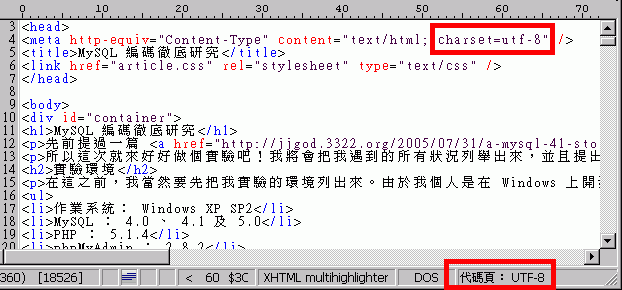 0 10 20 30 40 50 60 70
3 <head>
4 <meta http-equiv="Content-Type" content="text/html; charset=utf-8" />
5 <title>MySQL 編碼徹底研究</title>
6 <link href="article.css" rel="stylesheet" type="text/css" />
7 </head>
8
9 <body>
10 <div id="container">
11 <h1>MySQL 編碼徹底研究</h1>
12 <p>先前提過一篇 <a href="http://jjgod.3322.org/2005/07/31/a-mysql-41-sto
13 <p>所以這次就來好好做個實驗吧！我將會把我遇到的所有狀況列舉出來，並且提出
14 <h2>實驗環境</h2>
15 <p>在這之前，我當然要先把我實驗的環境列出來。由於我個人是在 Windows 上開
16 <ul>
17 <li>作業系統： Windows XP SP2</li>
18 <li>MySQL ： 4.0 、 4.1 及 5.0</li>
19 <li>PHP ： 5.1.4</li>
20 <li>phpMyAdmin ： 2.8.2</li>
360) [18526] < 60 $3C XHTML multihighlighter DOS 代碼頁： UTF-8